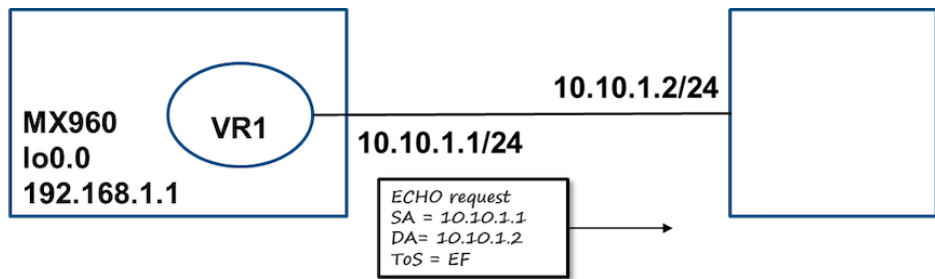 MX960
lo0.0
192.168.1.1
VR1
10.10.1.2/24
10.10.1.1/24
ECHO request
SA = 10.10.1.1
DA= 10.10.1.2
ToS = EF